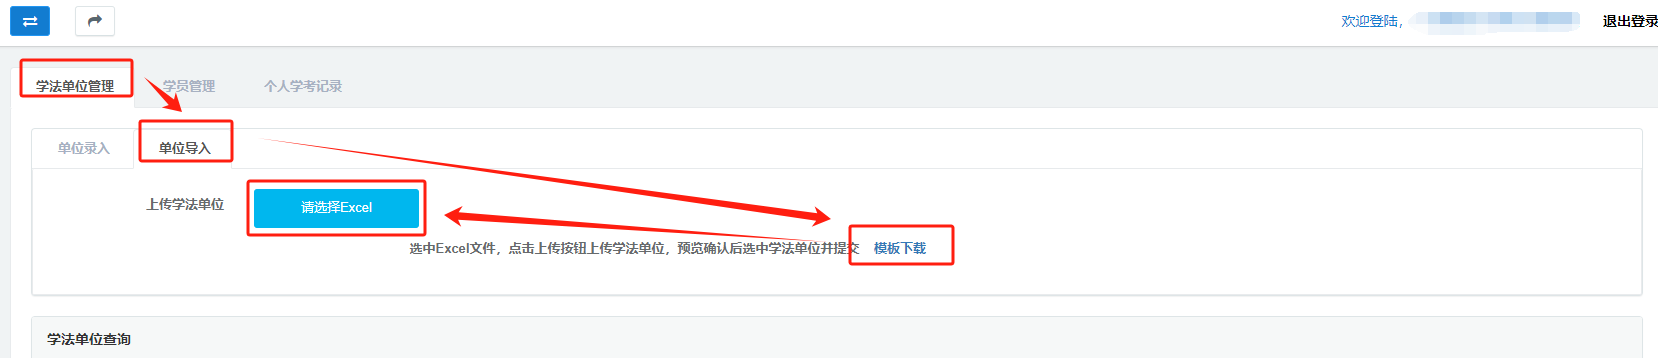 欢迎登陆，
退出登录
学法单位管理 学员管理 个人学考记录
单位录入 单位导入
上传学法单位 请选择Excel
选中Excel文件，点击上传按钮上传学法单位，预览确认后选中学法单位并提交 模板下载
学法单位查询